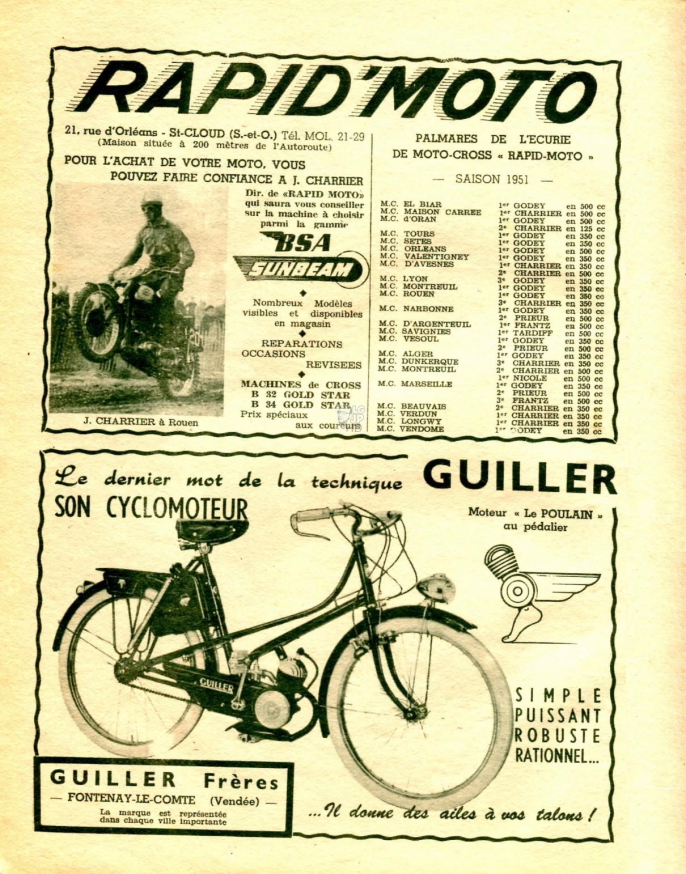 RAPID'MOTO
21, rue d'Orléans - St-CLOUD (S.-et-O.) Tél. MOL. 21-29
(Maison située à 200 mètres de l'Autoroute)
POUR L'ACHAT DE VOTRE MOTO, VOUS
POUVEZ FAIRE CONFIANCE A J. CHARRIER
Dir. de «RAPID MOTO»
qui saura vous conseiller
sur la machine à choisir
parmi la gamme
BSA
SUNBEAM
Nombreux Modèles
visibles et disponibles
en magasin
REPARATIONS
OCCASIONS
REVISEES
MACHINES de CROSS
B 32 GOLD STAR
B 34 GOLD STAR
Prix spéciaux
aux coureurs
J. CHARRIER à Rouen
PALMARES DE L'ECURIE
DE MOTO-CROSS « RAPID-MOTO »
— SAISON 1951 —
M.C. EL BIAR 1er GODEY en 500 cc
M.C. MAISON CARREE 1er CHARRIER en 500 cc
M.C. d'ORAN 1er GODEY en 500 cc
2e CHARRIER en 125 cc
M.C. TOURS 1er GODEY en 350 cc
M.C. SETES 1er GODEY en 350 cc
M.C. ORLEANS 1er GODEY en 500 cc
M.C. VALENTIGNEY 1er GODEY en 350 cc
M.C. D'AVESNES 1er CHARRIER en 350 cc
2e CHARRIER en 500 cc
M.C. LYON 3e GODEY en 350 cc
M.C. MONTREUIL 1er GODEY en 350 cc
M.C. ROUEN 1er GODEY en 350 cc
3e CHARRIER en 350 cc
M.C. NARBONNE 1er GODEY en 350 cc
2e PRIEUR en 500 cc
M.C. D'ARGENTEUIL 1er FRANTZ en 500 cc
M.C. SAVIGNIES 1er TARDIFF en 500 cc
M.C. VESOUL 1er GODEY en 350 cc
2e PRIEUR en 500 cc
M.C. ALGER 1er GODEY en 350 cc
M.C. DUNKERQUE 3e CHARRIER en 350 cc
M.C. MONTREUIL 2e CHARRIER en 500 cc
1er NICOLE en 500 cc
M.C. MARSEILLE 1er GODEY en 350 cc
2e PRIEUR en 500 cc
3e FRANTZ en 500 cc
M.C. BEAUVAIS 2e CHARRIER en 350 cc
M.C. VERDUN 1er CHARRIER en 350 cc
M.C. LONGWY 1er CHARRIER en 350 cc
M.C. VENDOME 1er GODEY en 350 cc
Le dernier mot de la technique GUILLER
SON CYCLOMOTEUR
Moteur « Le POULAIN »
au pédalier
GUILLER
SIMPLE
PUISSANT
ROBUSTE
RATIONNEL...
GUILLER Frères
— FONTENAY-LE-COMTE (Vendée) —
La marque est représentée
dans chaque ville importante
...Il donne des ailes à vos talons !